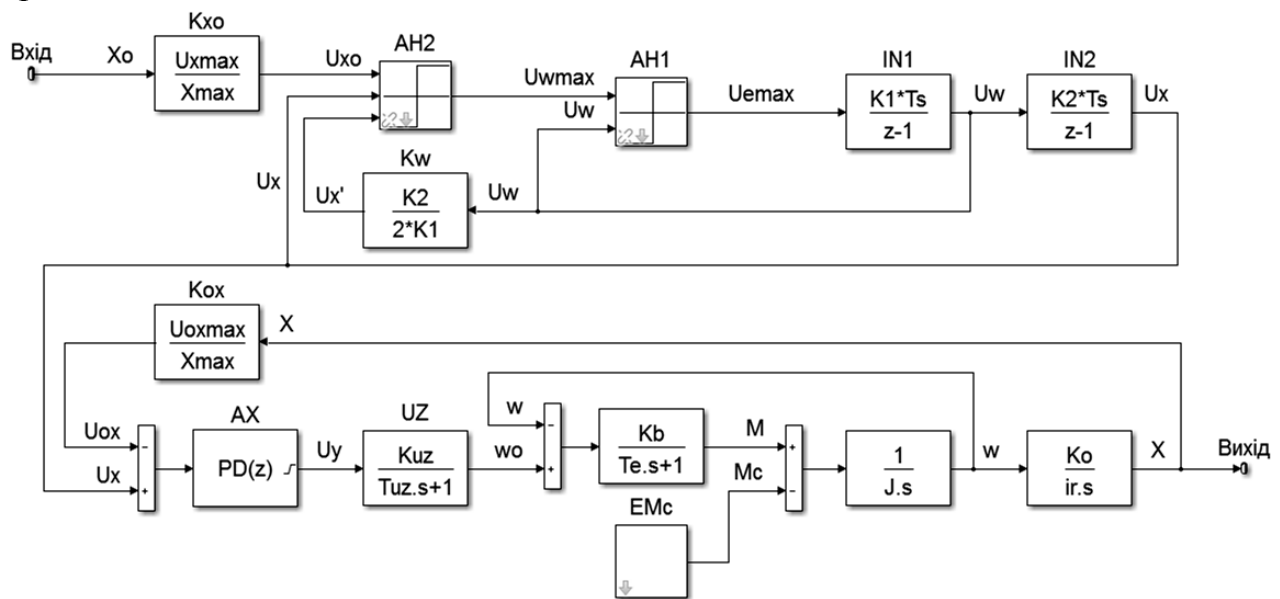 Kxo
Вхід
Xo
Uxmax
Xmax
Uxo
AH2
Uwmax
Uw
AH1
Uemax
IN1
K1*Ts
z-1
Uw
IN2
K2*Ts
z-1
Ux
Ux
Ux'
Kw
K2
2*K1
Uw
Kox
Uoxmax
Xmax
X
Uox
Ux
AX
PD(z)
Uy
UZ
Kuz
Tuz.s+1
w
wo
Kb
Te.s+1
M
Mc
EMc
1
J.s
w
Ko
ir.s
X
Вихід